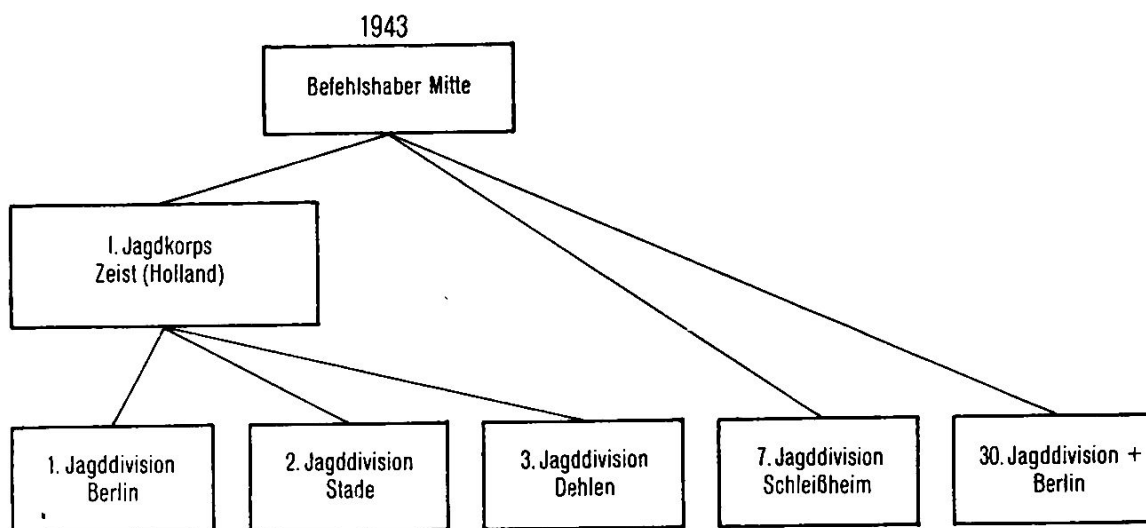 1943
Befehlshaber Mitte
I. Jagdkorps
Zeist (Holland)
1. Jagddivision
Berlin
2. Jagddivision
Stade
3. Jagddivision
Dehlen
7. Jagddivision
Schleißheim
30. Jagddivision +
Berlin